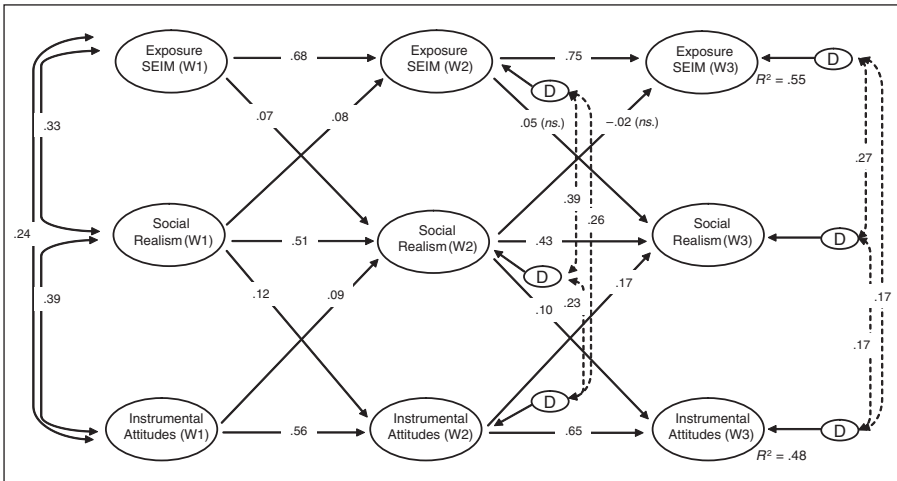 Exposure
SEIM (W1)
.68
Exposure
SEIM (W2)
.75
Exposure
SEIM (W3)
D
R² = .55
D
.07
.08
.05 (ns.)
−.02 (ns.)
.33
.27
.39
.26
.24
Social
Realism (W1)
.51
Social
Realism (W2)
.43
Social
Realism (W3)
D
D
.39
.12
.09
.10
.23
.17
.17
.17
D
Instrumental
Attitudes (W1)
.56
Instrumental
Attitudes (W2)
.65
Instrumental
Attitudes (W3)
D
R² = .48